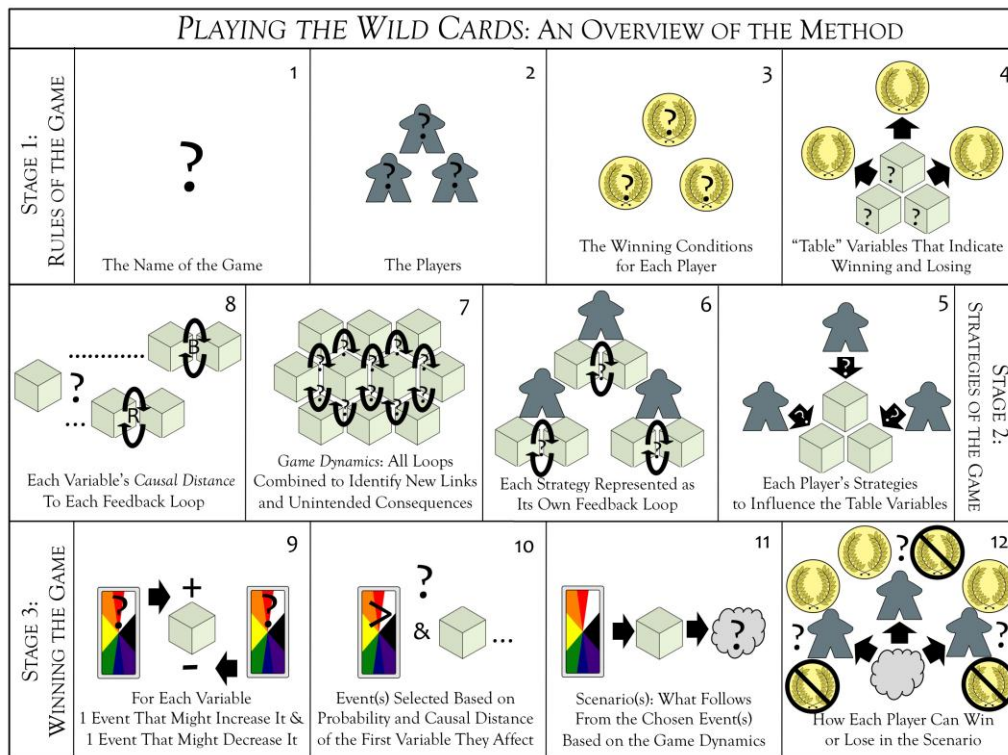 PLAYING THE WILD CARDS: AN OVERVIEW OF THE METHOD
STAGE 1:
RULES OF THE GAME
1
?
The Name of the Game
2
? ? ?
The Players
3
? ? ?
The Winning Conditions
for Each Player
4
? ? ?
"Table" Variables That Indicate
Winning and Losing
STAGE 2:
STRATEGIES OF THE GAME
5
? ? ?
Each Player's Strategies
to Influence the Table Variables
6
? ? ?
Each Strategy Represented as
Its Own Feedback Loop
7
? ? ? ?
? ? ? ? ?
? ? ? ?
Game Dynamics: All Loops
Combined to Identify New Links
and Unintended Consequences
8
B
?
R
...
Each Variable's Causal Distance
To Each Feedback Loop
STAGE 3:
WINNING THE GAME
9
? + ?
-
For Each Variable
1 Event That Might Increase It &
1 Event That Might Decrease It
10
> ?
& ...
Event(s) Selected Based on
Probability and Causal Distance
of the First Variable They Affect
11
?
Scenario(s): What Follows
From the Chosen Event(s)
Based on the Game Dynamics
12
?
? ?
How Each Player Can Win
or Lose in the Scenario